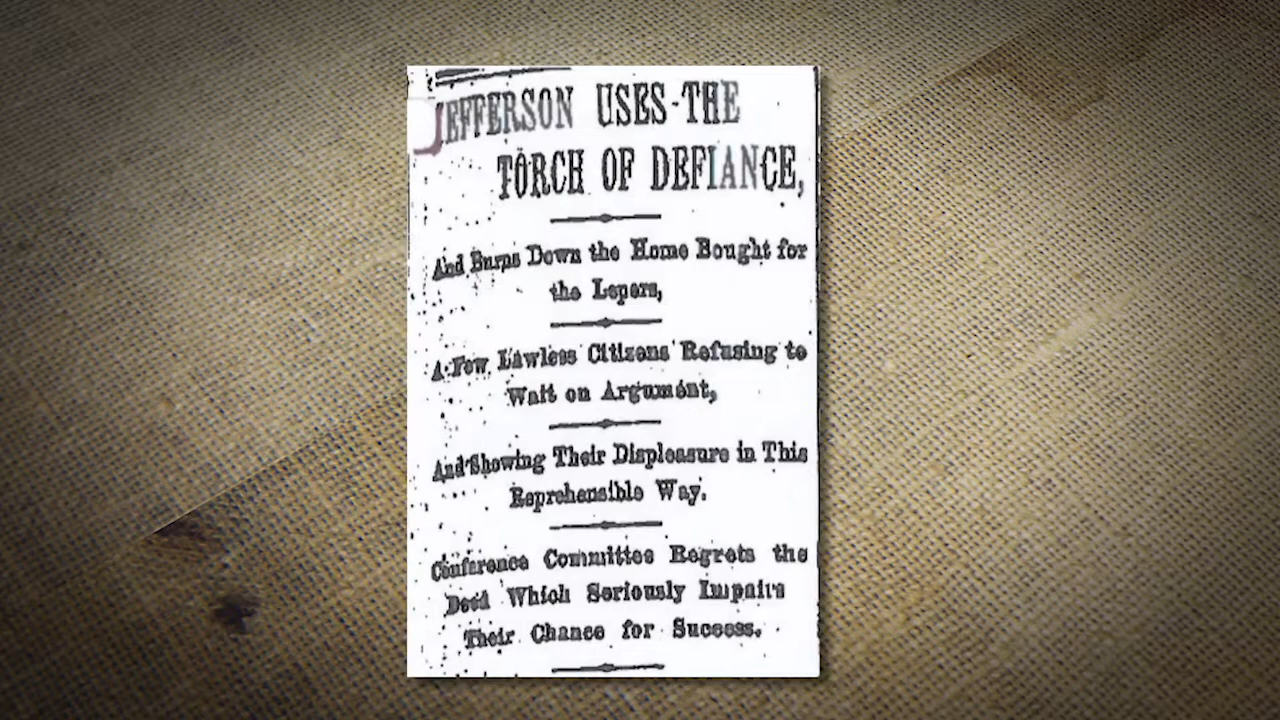 JEFFERSON USES THE
TORCH OF DEFIANCE,
And Burns Down the Home Bought for
the Lepers,
A Few Lawless Citizens Refusing to
Wait on Argument,
And Showing Their Displeasure in This
Reprehensible Way.
Conference Committee Regrets the
Deed Which Seriously Impairs
Their Chance for Success.